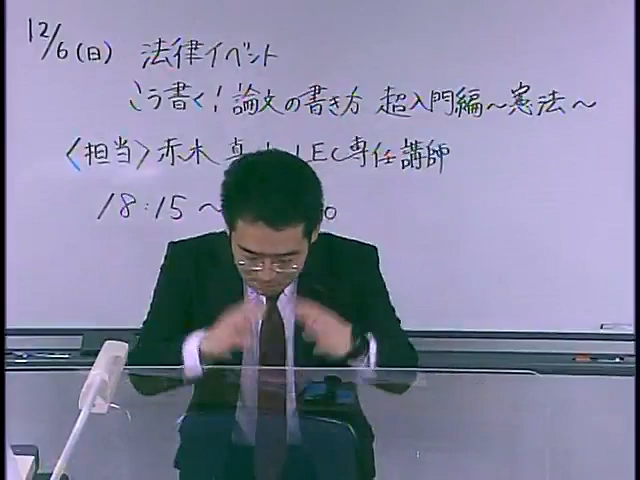 12/6(日) 法律イベント
こう書く！論文の書き方 超入門編～憲法～
〈担当〉赤木 真 LEC専任講師
18:15～